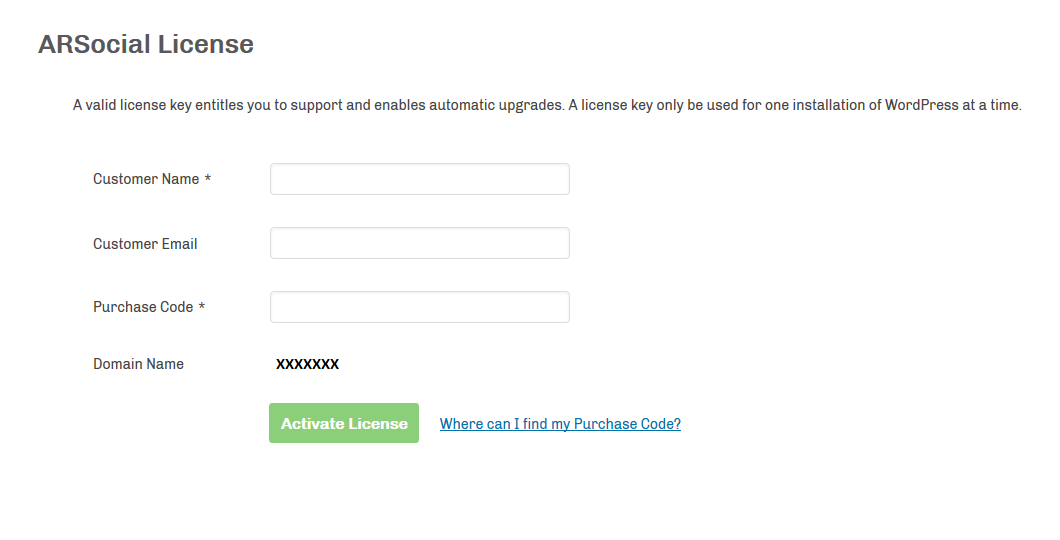 ARSocial License
A valid license key entitles you to support and enables automatic upgrades. A license key only be used for one installation of WordPress at a time.
Customer Name *
Customer Email
Purchase Code *
Domain Name XXXXXXX
Activate License Where can I find my Purchase Code?